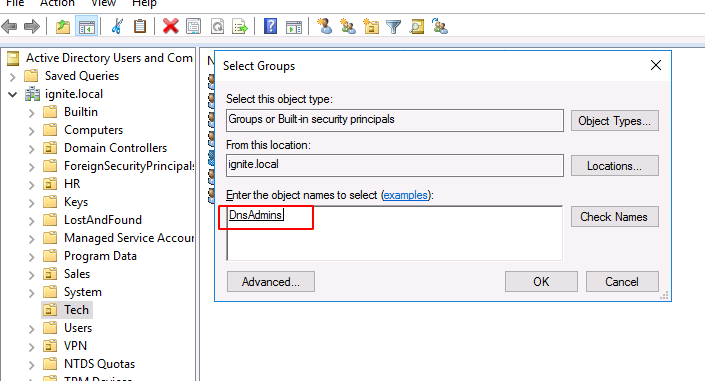 File Action View Help
Active Directory Users and Com
Saved Queries
ignite.local
Builtin
Computers
Domain Controllers
ForeignSecurityPrincipals
HR
Keys
LostAndFound
Managed Service Accour
Program Data
Sales
System
Tech
Users
VPN
NTDS Quotas
TPM Devices
N
Select Groups
Select this object type:
Groups or Built-in security principals
Object Types...
From this location:
ignite.local
Locations...
Enter the object names to select (examples):
DnsAdmins
Check Names
Advanced...
OK
Cancel